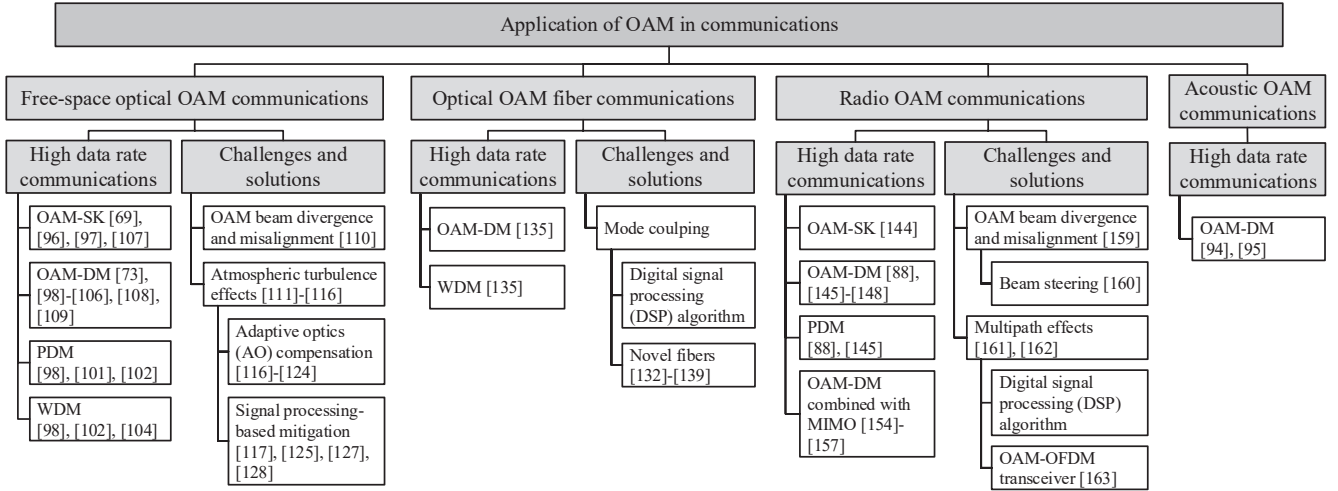 Application of OAM in communications
Free-space optical OAM communications
High data rate
communications
OAM-SK [69],
[96], [97], [107]
OAM-DM [73],
[98]-[106], [108],
[109]
PDM
[98], [101], [102]
WDM
[98], [102], [104]
Challenges and
solutions
OAM beam divergence
and misalignment [110]
Atmospheric turbulence
effects [111]-[116]
Adaptive optics
(AO) compensation
[116]-[124]
Signal processing-
based mitigation
[117], [125], [127],
[128]
Optical OAM fiber communications
High data rate
communications
OAM-DM [135]
WDM [135]
Challenges and
solutions
Mode coulping
Digital signal
processing
(DSP) algorithm
Novel fibers
[132]-[139]
Radio OAM communications
High data rate
communications
OAM-SK [144]
OAM-DM [88],
[145]-[148]
PDM
[88], [145]
OAM-DM
combined with
MIMO [154]-
[157]
Challenges and
solutions
OAM beam divergence
and misalignment [159]
Beam steering [160]
Multipath effects
[161], [162]
Digital signal
processing (DSP)
algorithm
OAM-OFDM
transceiver [163]
Acoustic OAM
communications
High data rate
communications
OAM-DM
[94], [95]